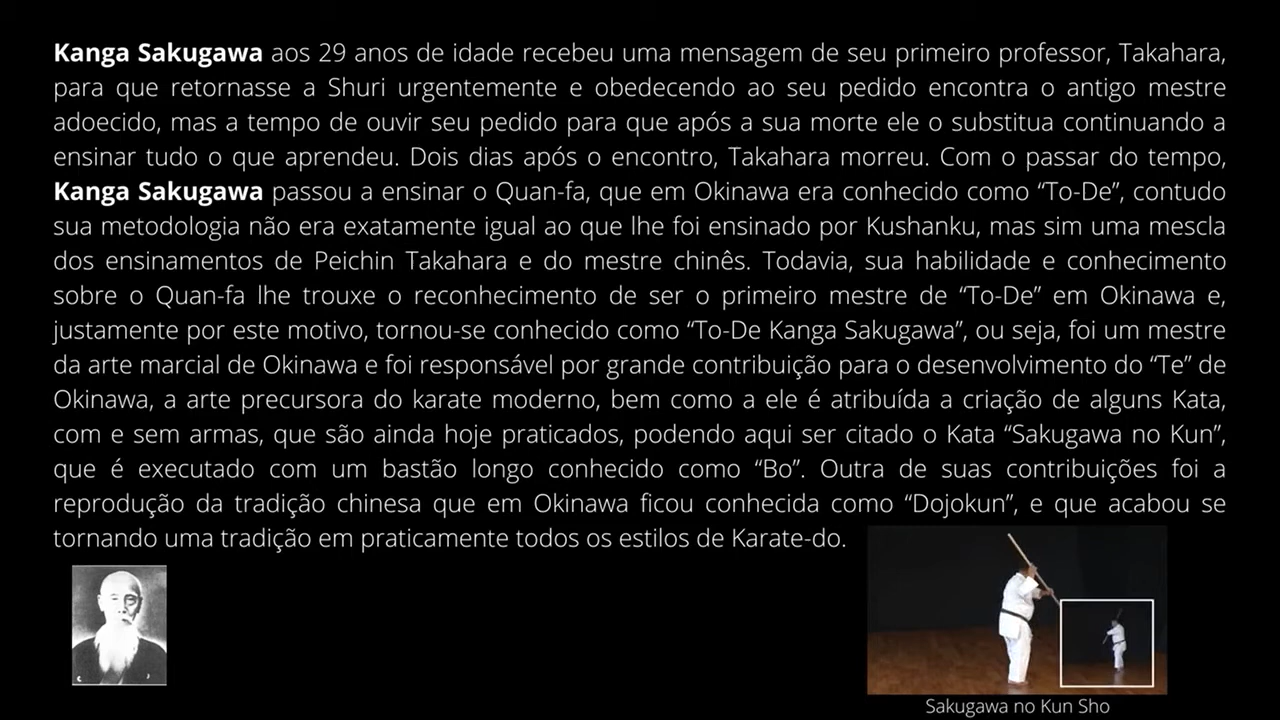 Kanga Sakugawa aos 29 anos de idade recebeu uma mensagem de seu primeiro professor, Takahara,
para que retornasse a Shuri urgentemente e obedecendo ao seu pedido encontra o antigo mestre
adoecido, mas a tempo de ouvir seu pedido para que após a sua morte ele o substitua continuando a
ensinar tudo o que aprendeu. Dois dias após o encontro, Takahara morreu. Com o passar do tempo,
Kanga Sakugawa passou a ensinar o Quan-fa, que em Okinawa era conhecido como “To-De”, contudo
sua metodologia não era exatamente igual ao que lhe foi ensinado por Kushanku, mas sim uma mescla
dos ensinamentos de Peichin Takahara e do mestre chinês. Todavia, sua habilidade e conhecimento
sobre o Quan-fa lhe trouxe o reconhecimento de ser o primeiro mestre de “To-De” em Okinawa e,
justamente por este motivo, tornou-se conhecido como “To-De Kanga Sakugawa”, ou seja, foi um mestre
da arte marcial de Okinawa e foi responsável por grande contribuição para o desenvolvimento do “Te” de
Okinawa, a arte precursora do karate moderno, bem como a ele é atribuída a criação de alguns Kata,
com e sem armas, que são ainda hoje praticados, podendo aqui ser citado o Kata “Sakugawa no Kun”,
que é executado com um bastão longo conhecido como “Bo”. Outra de suas contribuições foi a
reprodução da tradição chinesa que em Okinawa ficou conhecida como “Dojokun”, e que acabou se
tornando uma tradição em praticamente todos os estilos de Karate-do.
Sakugawa no Kun Sho